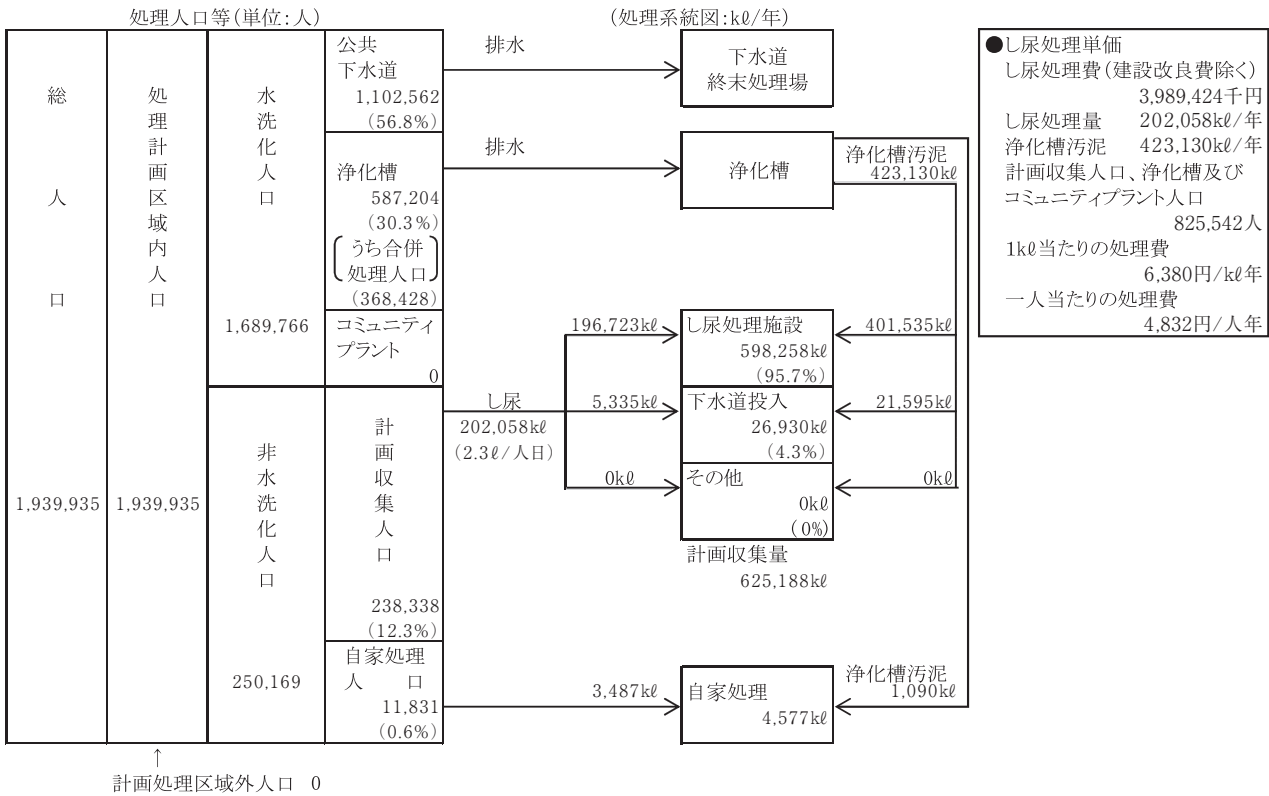 処理人口等(単位:人)
(処理系統図:kℓ/年)
総人口
1,939,935
処理計画区域内人口
1,939,935
水洗化人口
1,689,766
非水洗化人口
250,169
公共
下水道
1,102,562
(56.8%)
浄化槽
587,204
(30.3%)
うち合併
処理人口
(368,428)
コミュニティ
プラント
0
計画収集人口
238,338
(12.3%)
自家処理
人　口
11,831
(0.6%)
↑
計画処理区域外人口 0
排水
下水道
終末処理場
排水
浄化槽
浄化槽汚泥
423,130kℓ
し尿
202,058kℓ
(2.3ℓ/人日)
196,723kℓ
し尿処理施設
598,258kℓ
(95.7%)
401,535kℓ
5,335kℓ
下水道投入
26,930kℓ
(4.3%)
21,595kℓ
0kℓ
その他
0kℓ
(0%)
0kℓ
計画収集量
625,188kℓ
3,487kℓ
自家処理
4,577kℓ
浄化槽汚泥
1,090kℓ
●し尿処理単価
し尿処理費(建設改良費除く)
3,989,424千円
し尿処理量 202,058kℓ/年
浄化槽汚泥 423,130kℓ/年
計画収集人口、浄化槽及び
コミュニティプラント人口
825,542人
1kℓ当たりの処理費
6,380円/kℓ年
一人当たりの処理費
4,832円/人年